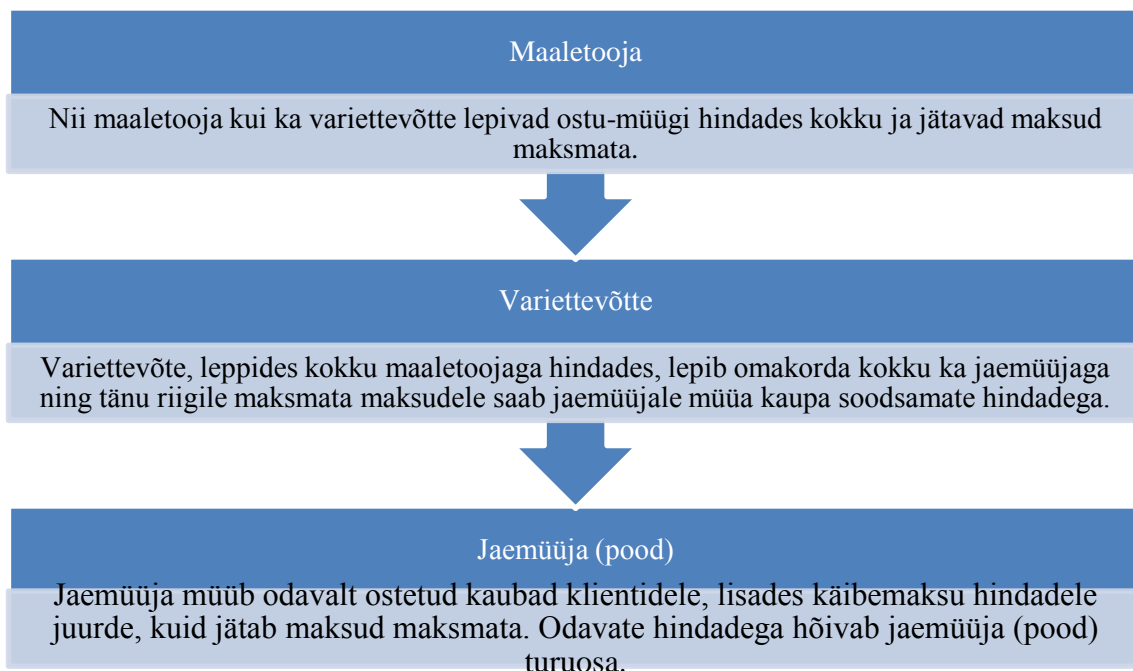 Maaletooja
Nii maaletooja kui ka variettevõtte lepivad ostu-müügi hindades kokku ja jätavad maksud
maksmata.
Variettevõtte
Variettevõte, leppides kokku maaletoojaga hindades, lepib omakorda kokku ka jaemüüjaga
ning tänu riigile maksmata maksudele saab jaemüüjale müüa kaupa soodsamate hindadega.
Jaemüüja (pood)
Jaemüüja müüb odavalt ostetud kaubad klientidele, lisades käibemaksu hindadele
juurde, kuid jätab maksud maksmata. Odavate hindadega hõivab jaemüüja (pood)
turuosa.